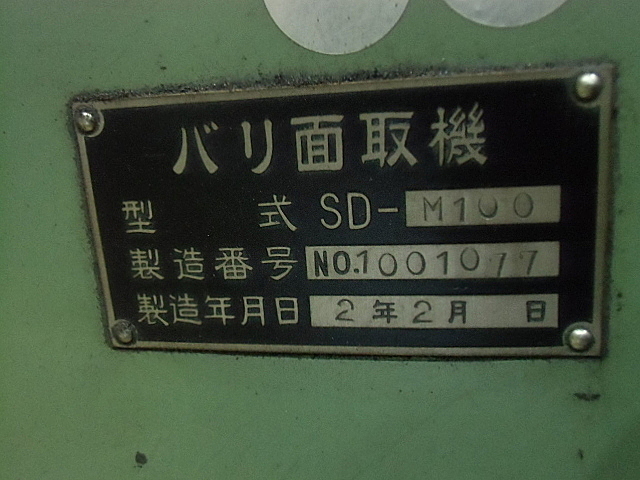 バリ面取機
型 式 SD-M100
製造番号 NO.1001077
製造年月日 2年2月 日